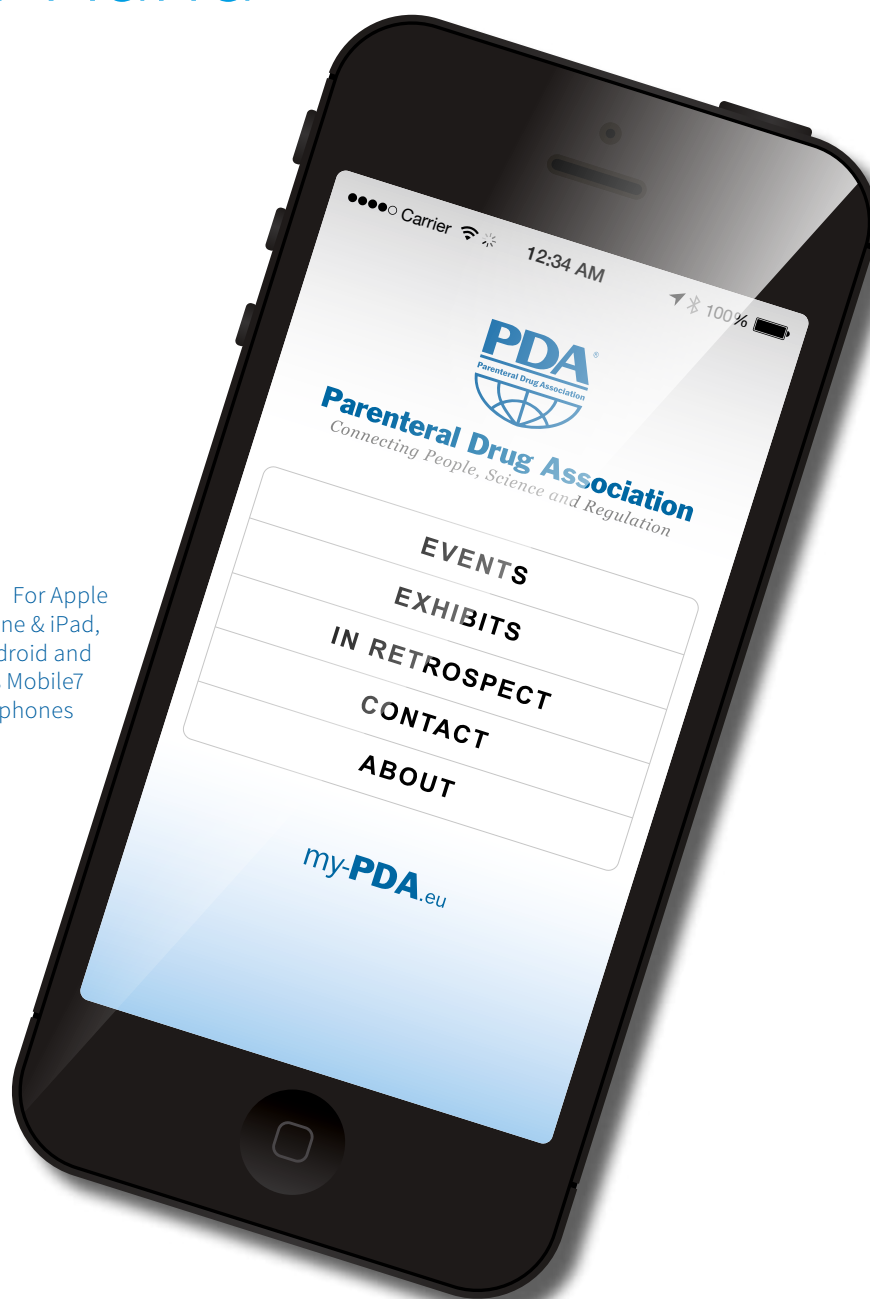 ●●●●○ Carrier 12:34 AM 100%
PDA®
Parenteral Drug Association
Parenteral Drug Association
Connecting People, Science and Regulation
EVENTS
EXHIBITS
IN RETROSPECT
CONTACT
ABOUT
my-PDA.eu
For Apple
ne & iPad,
droid and
Mobile7
phones